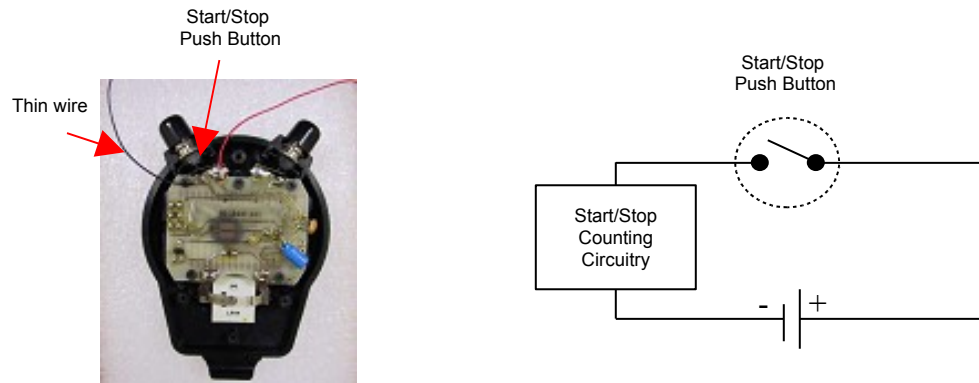 Start/Stop
Push Button
Thin wire
Start/Stop
Push Button
Start/Stop
Counting
Circuitry
- +